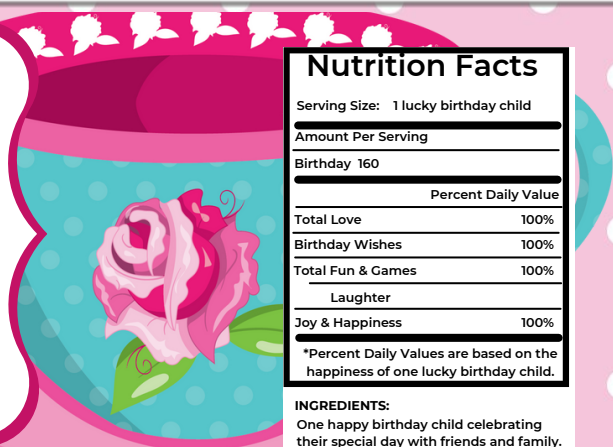 Nutrition Facts
Serving Size: 1 lucky birthday child
Amount Per Serving
Birthday 160
Percent Daily Value
Total Love 100%
Birthday Wishes 100%
Total Fun & Games 100%
Laughter
Joy & Happiness 100%
*Percent Daily Values are based on the
happiness of one lucky birthday child.
INGREDIENTS:
One happy birthday child celebrating
their special day with friends and family.